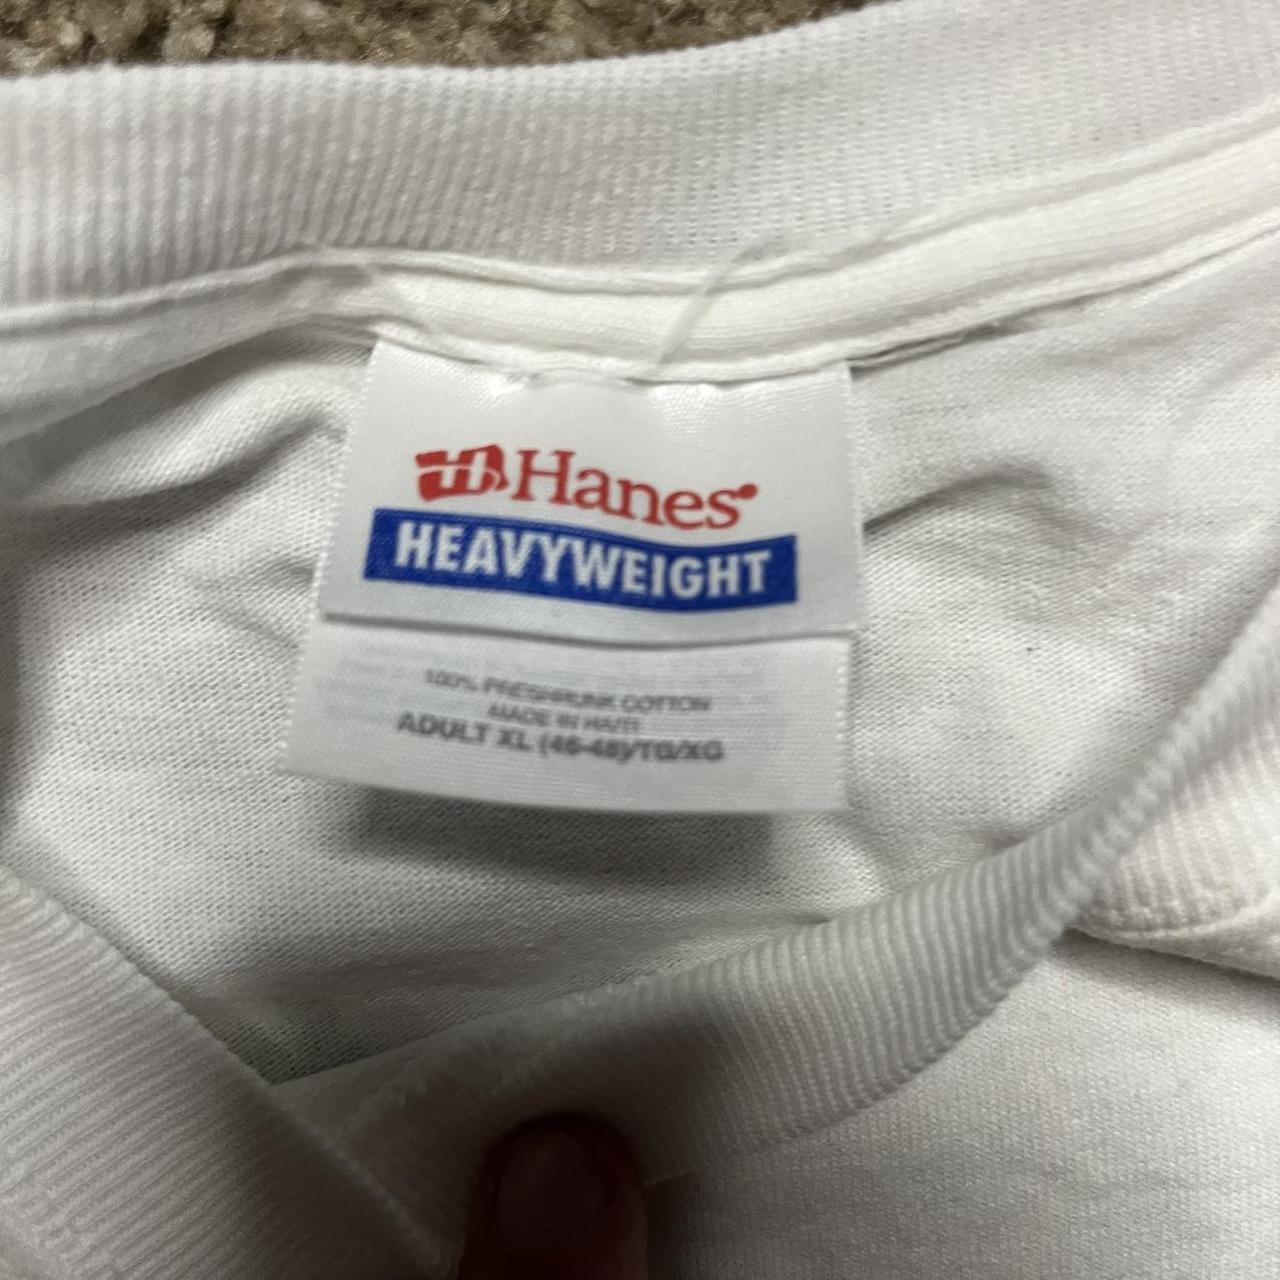 Hanes
HEAVYWEIGHT
100% PRESHRUNK COTTON
MADE IN HAITI
ADULT XL (46-48)/TG/XG